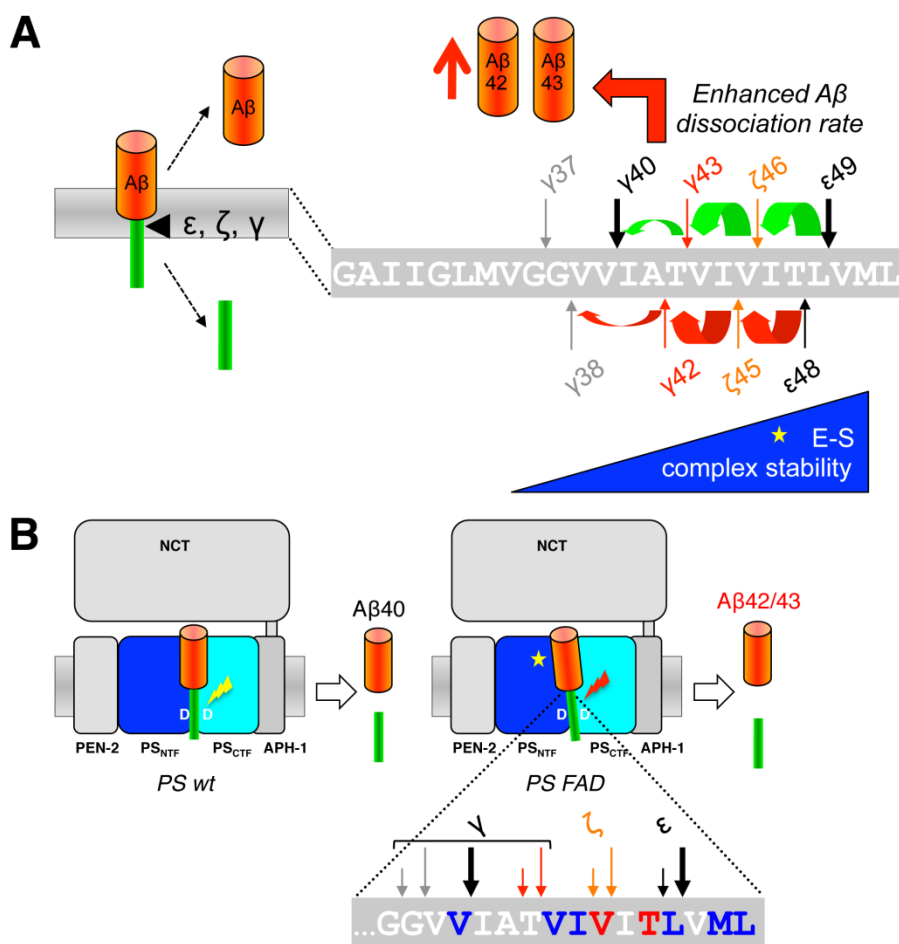 A
Aβ
Aβ
42
Aβ
43
Enhanced Aβ
dissociation rate
Aβ
ε, ζ, γ
γ37
γ40
γ43
ζ46
ε49
GAIIGLMVGGVVIATVIVITLVML
γ38
γ42
ζ45
ε48
E-S
complex stability
B
NCT
NCT
Aβ40
Aβ42/43
D D
D D
PEN-2 PSNTF PSCTF APH-1
PEN-2 PSNTF PSCTF APH-1
PS wt
PS FAD
γ
ζ
ε
...GGVVIATVIVITLVML